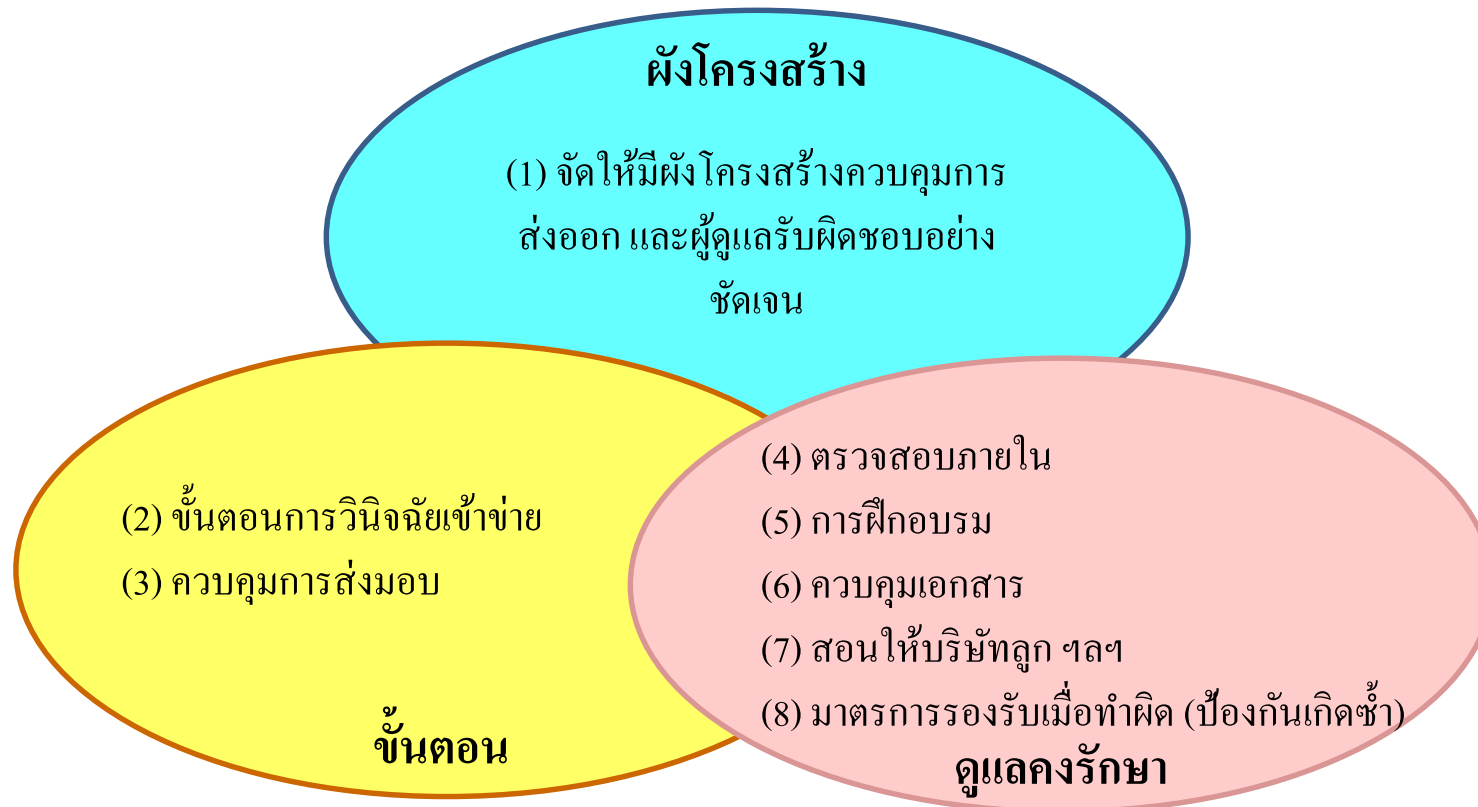 ผังโครงสร้าง
(1) จัดให้มีผังโครงสร้างควบคุมการ
ส่งออก และผู้ดูแลรับผิดชอบอย่าง
ชัดเจน
(2) ขั้นตอนการวินิจฉัยเข้าข่าย
(3) ควบคุมการส่งมอบ
ขั้นตอน
(4) ตรวจสอบภายใน
(5) การฝึกอบรม
(6) ควบคุมเอกสาร
(7) สอนให้บริษัทลูก ฯลฯ
(8) มาตรการรองรับเมื่อทำผิด (ป้องกันเกิดซ้ำ)
ดูแลคงรักษา